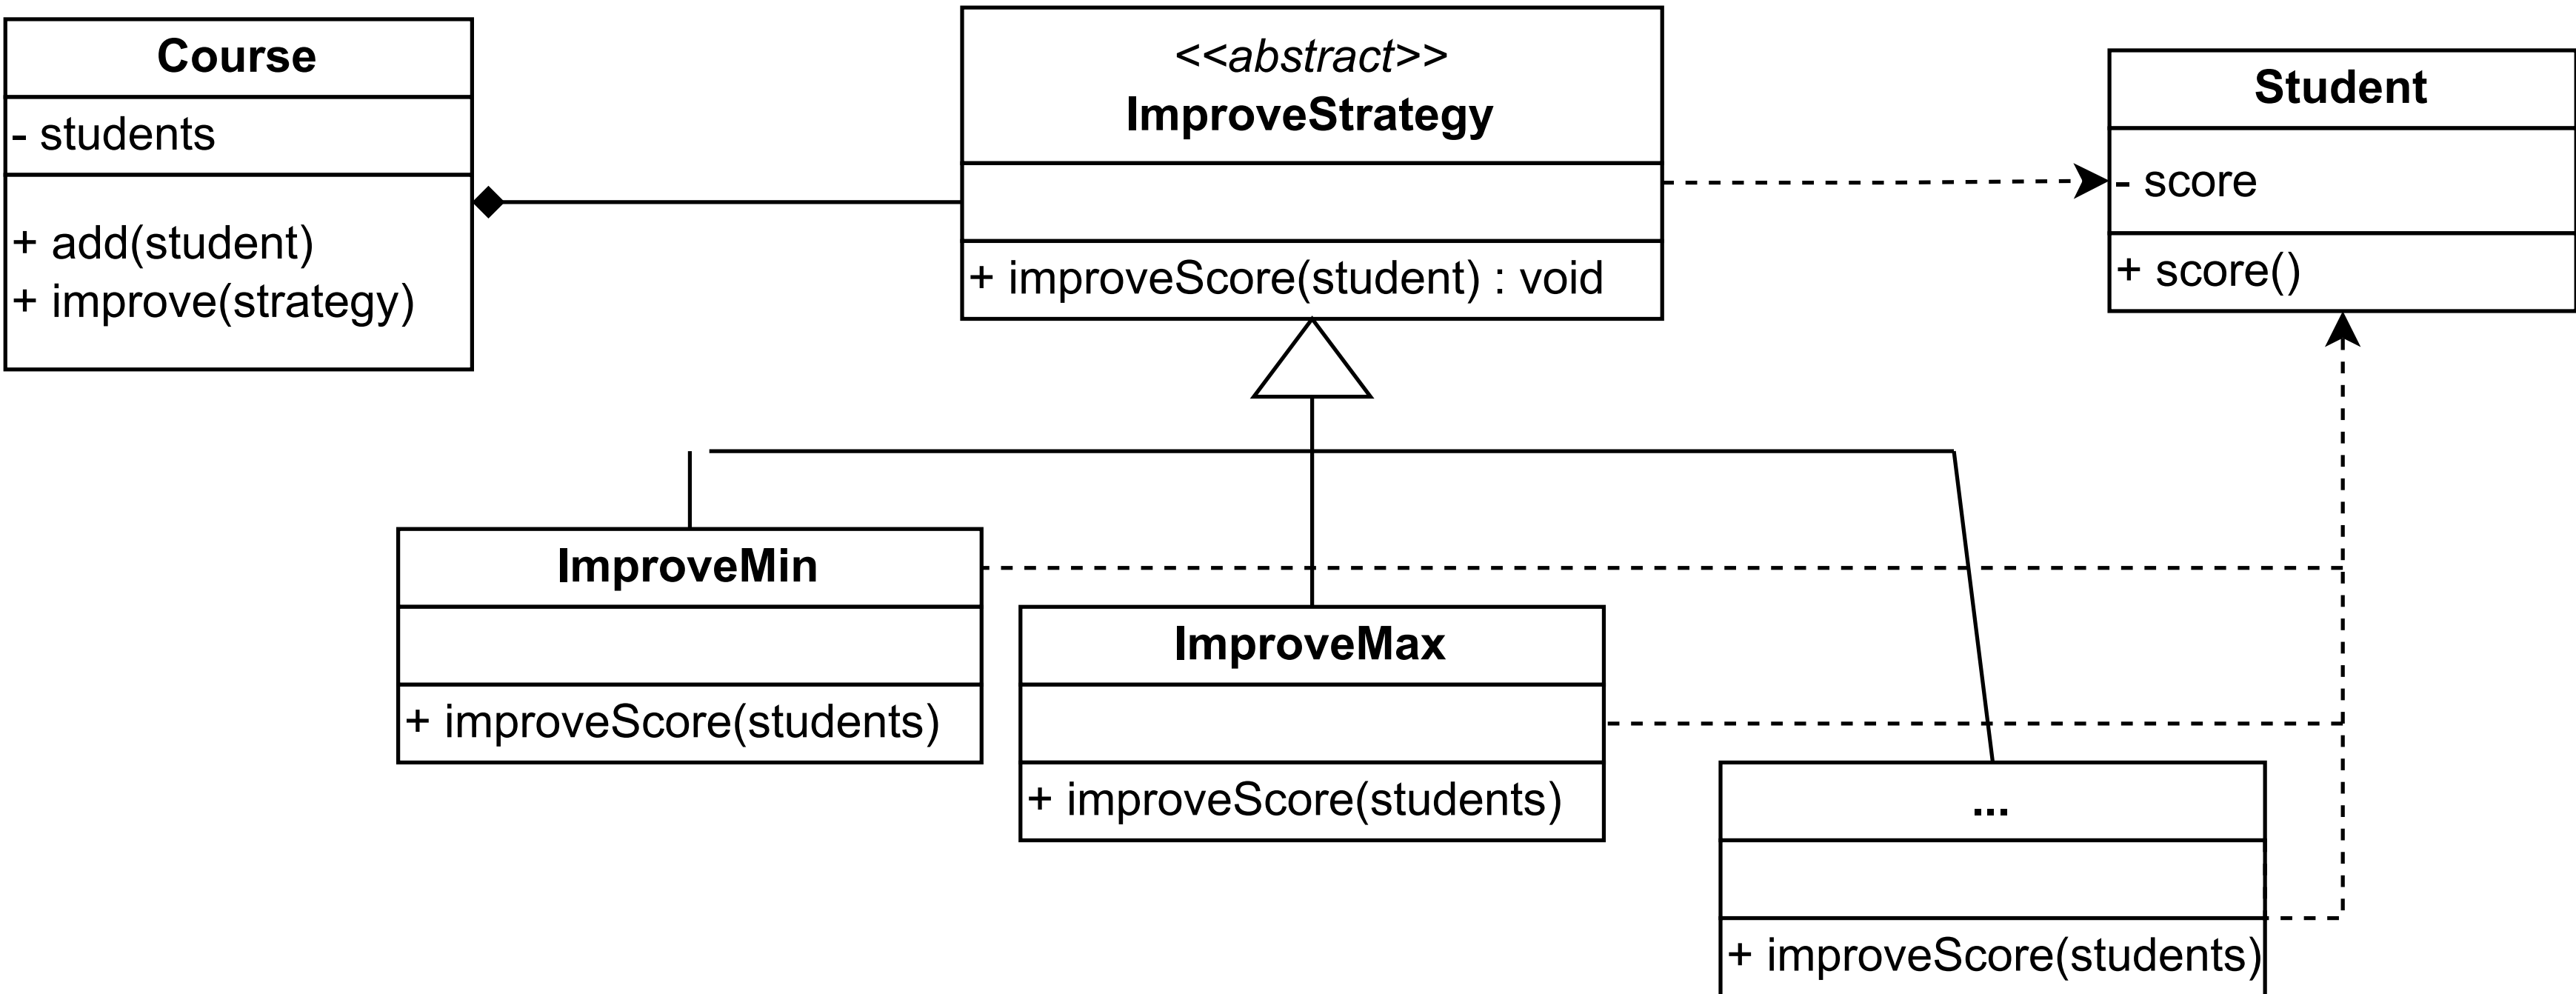 Course
- students
+ add(student)
+ improve(strategy)
<<abstract>>
ImproveStrategy
+ improveScore(student) : void
Student
- score
+ score()
ImproveMin
+ improveScore(students)
ImproveMax
+ improveScore(students)
...
+ improveScore(students)